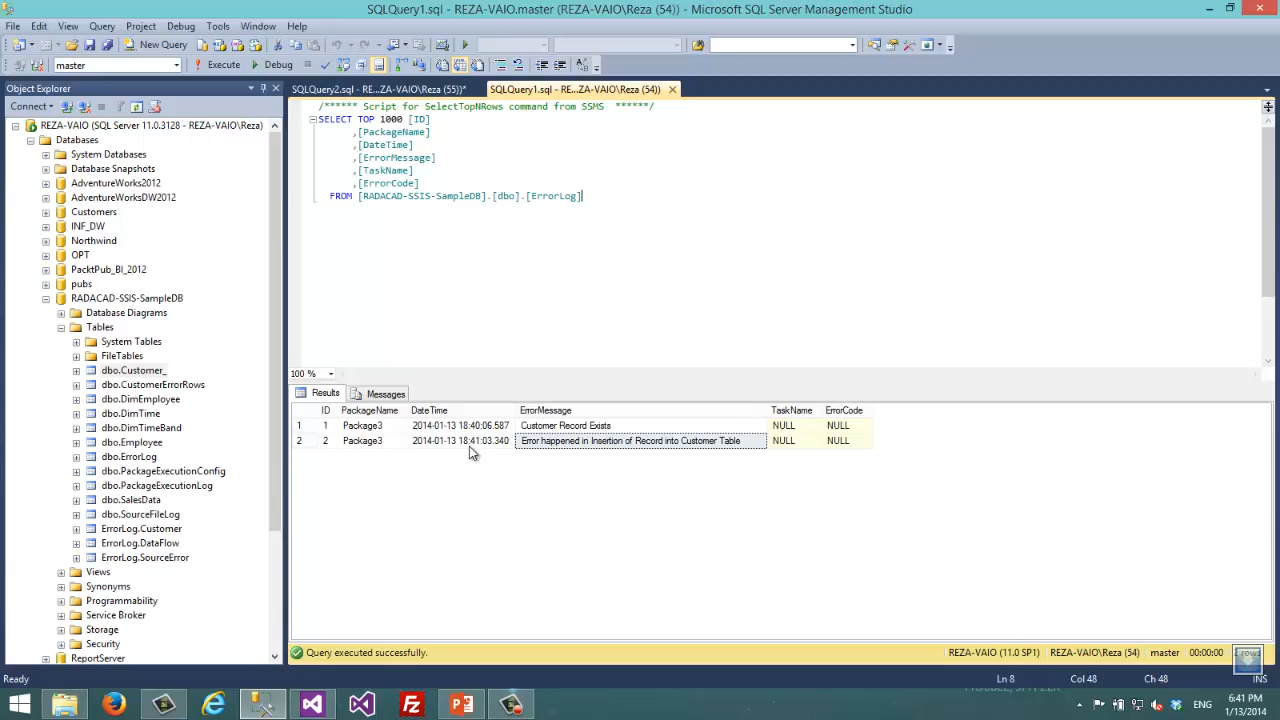 SQLQuery1.sql - REZA-VAIO.master (REZA-VAIO\Reza (54)) - Microsoft SQL Server Management Studio
File Edit View Query Project Debug Tools Window Help
New Query
master Execute Debug
Object Explorer
SQLQuery2.sql - RE...ZA-VAIO\Reza (55))* SQLQuery1.sql - RE...ZA-VAIO\Reza (54))
Connect
REZA-VAIO (SQL Server 11.0.3128 - REZA-VAIO\Reza)
Databases
System Databases
Database Snapshots
AdventureWorks2012
AdventureWorksDW2012
Customers
INF_DW
Northwind
OPT
PacktPub_BI_2012
pubs
RADACAD-SSIS-SampleDB
Database Diagrams
Tables
System Tables
FileTables
dbo.Customer_
dbo.CustomerErrorRows
dbo.DimEmployee
dbo.DimTime
dbo.DimTimeBand
dbo.Employee
dbo.ErrorLog
dbo.PackageExecutionConfig
dbo.PackageExecutionLog
dbo.SalesData
dbo.SourceFileLog
ErrorLog.Customer
ErrorLog.DataFlow
ErrorLog.SourceError
Views
Synonyms
Programmability
Service Broker
Storage
Security
ReportServer
/****** Script for SelectTopNRows command from SSMS ******/
SELECT TOP 1000 [ID]
,[PackageName]
,[DateTime]
,[ErrorMessage]
,[TaskName]
,[ErrorCode]
FROM [RADACAD-SSIS-SampleDB].[dbo].[ErrorLog]
100 %
Results Messages
ID PackageName DateTime ErrorMessage TaskName ErrorCode
1 1 Package3 2014-01-13 18:40:06.587 Customer Record Exists NULL NULL
2 2 Package3 2014-01-13 18:41:03.340 Error happened in Insertion of Record into Customer Table NULL NULL
Query executed successfully. REZA-VAIO (11.0 SP1) REZA-VAIO\Reza (54) master 00:00:00 2 rows
Ready Ln 8 Col 48 Ch 48 INS
6:41 PM
1/13/2014